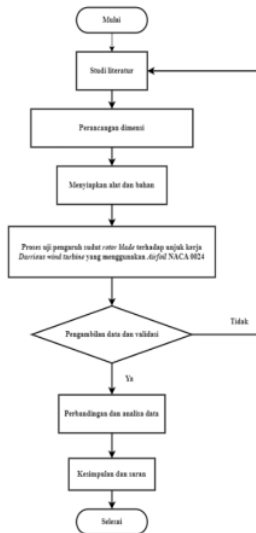 Mulai
Studi literatur
Perancangan dimensi
Menyiapkan alat dan bahan
Proses uji pengaruh sudut rotor blade terhadap unjuk kerja
Darrieus wind turbine yang menggunakan Airfoil NACA 0024
Pengambilan data dan validasi
Tidak
Ya
Perbandingan dan analisa data
Kesimpulan dan saran
Selesai